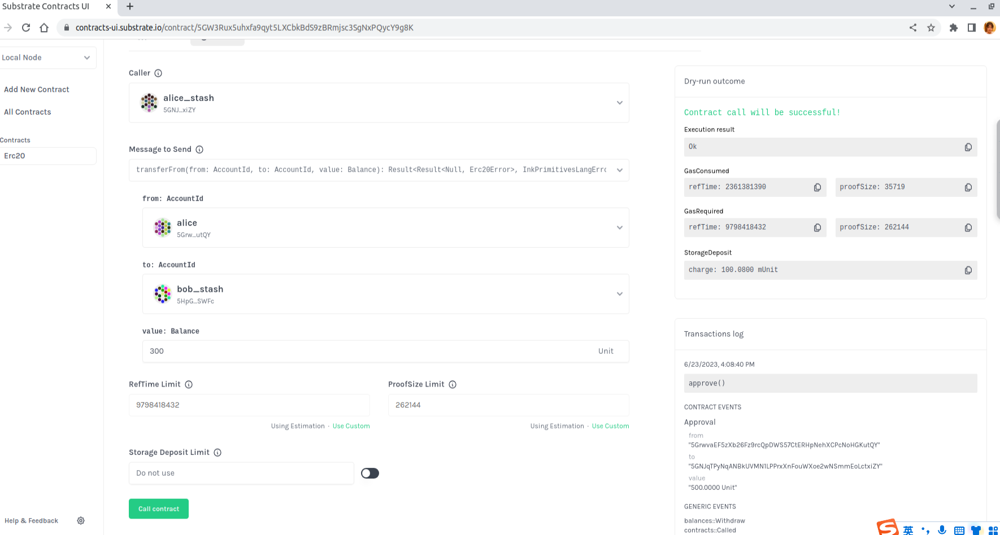 Substrate Contracts UI
contracts-ui.substrate.io/contract/5GW3Rux5uhxfa9qyt5LXCbkBdS9zBRmjsc3SgNxPQycY9g8K
Local Node
Add New Contract
All Contracts
Contracts
Erc20
Help & Feedback
Caller
alice_stash
5GNJ...xiZY
Message to Send
transferFrom(from: AccountId, to: AccountId, value: Balance): Result<Result<Null, Erc20Error>, InkPrimitivesLangErro
from: AccountId
alice
5Grw...utQY
to: AccountId
bob_stash
5HpG...SWFc
value: Balance
300 Unit
RefTime Limit
9798418432
Using Estimation · Use Custom
ProofSize Limit
262144
Using Estimation · Use Custom
Storage Deposit Limit
Do not use
Call contract
Dry-run outcome
Contract call will be successful!
Execution result
Ok
GasConsumed
refTime: 2361381390
proofSize: 35719
GasRequired
refTime: 9798418432
proofSize: 262144
StorageDeposit
charge: 100.0800 mUnit
Transactions log
6/23/2023, 4:08:40 PM
approve()
CONTRACT EVENTS
Approval
from
"5GrwvaEF5zXb26Fz9rcQpDWS57CtERHpNehXCPcNoHGKutQY"
to
"5GNJqTPyNqANBkUVMN1LPPrxXnFouWXoe2wNSmmEoLctxiZY"
value
"500.0000 Unit"
GENERIC EVENTS
balances::Withdraw
contracts::Called
英